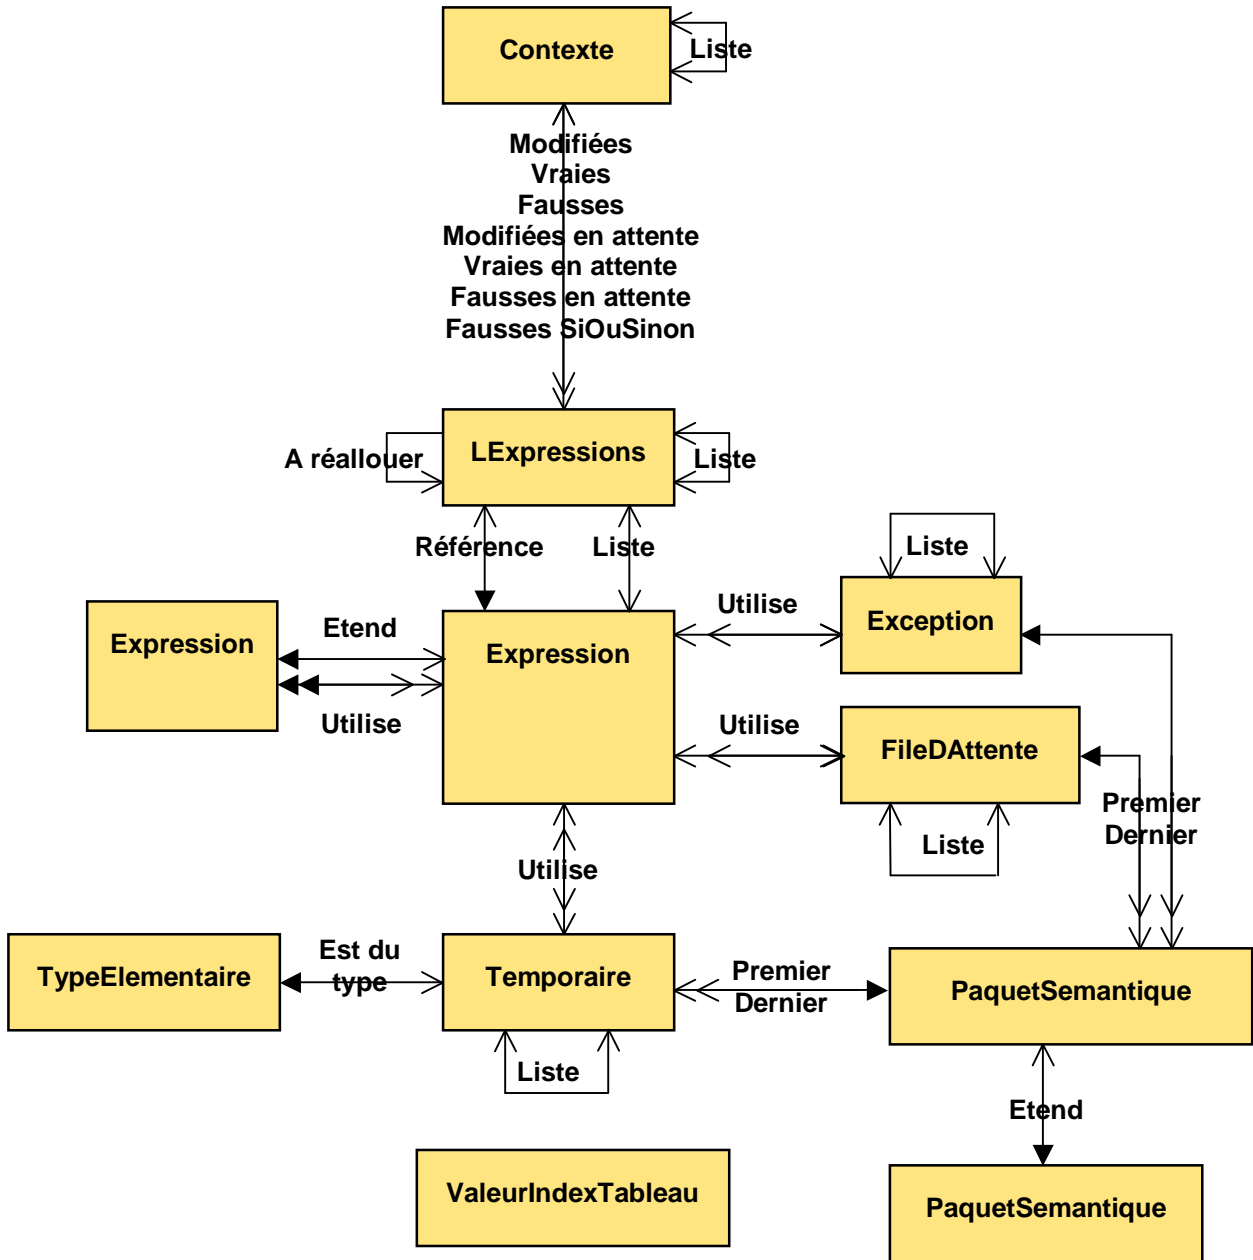 Contexte
Liste
Modifiées
Vraies
Fausses
Modifiées en attente
Vraies en attente
Fausses en attente
Fausses SiOuSinon
A réallouer
LExpressions
Liste
Référence
Liste
Liste
Expression
Etend
Utilise
Expression
Utilise
Exception
Utilise
FileDAttente
Premier
Dernier
Liste
Utilise
TypeElementaire
Est du
type
Temporaire
Premier
Dernier
PaquetSemantique
Liste
Etend
ValeurIndexTableau
PaquetSemantique